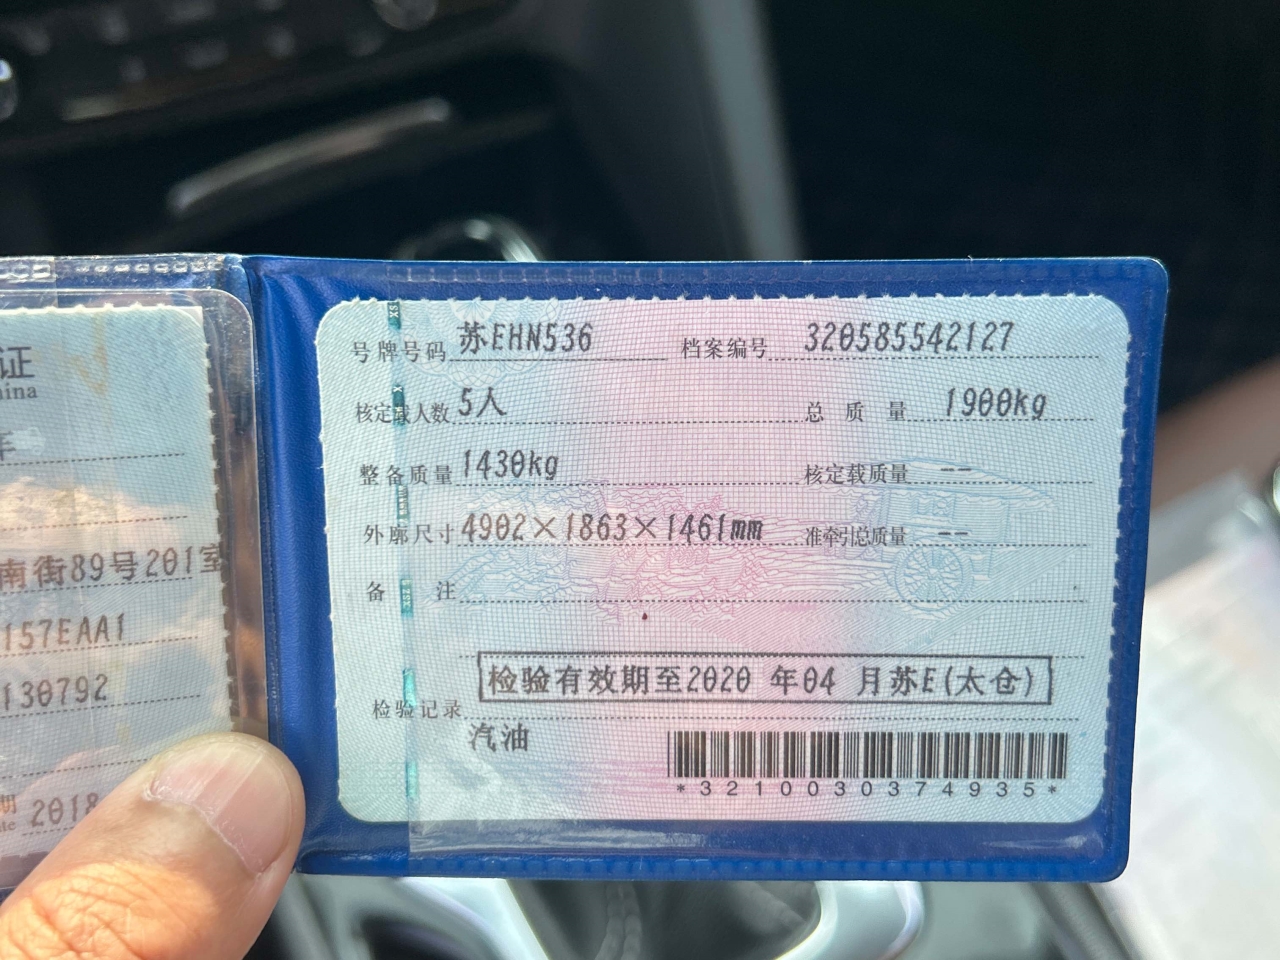 证
hina
车
南街89号201室
157EAA1
130792
期
2018
号牌号码 苏EHN536 档案编号 320585542127
核定载人数 5人 总质量 1900kg
整备质量 1430kg 核定载质量 --
外廓尺寸 4902×1863×1461mm 准牵引总质量 --
备注
检验有效期至2020 年04 月苏E(太仓)
检验记录
汽油
*3210030374935*